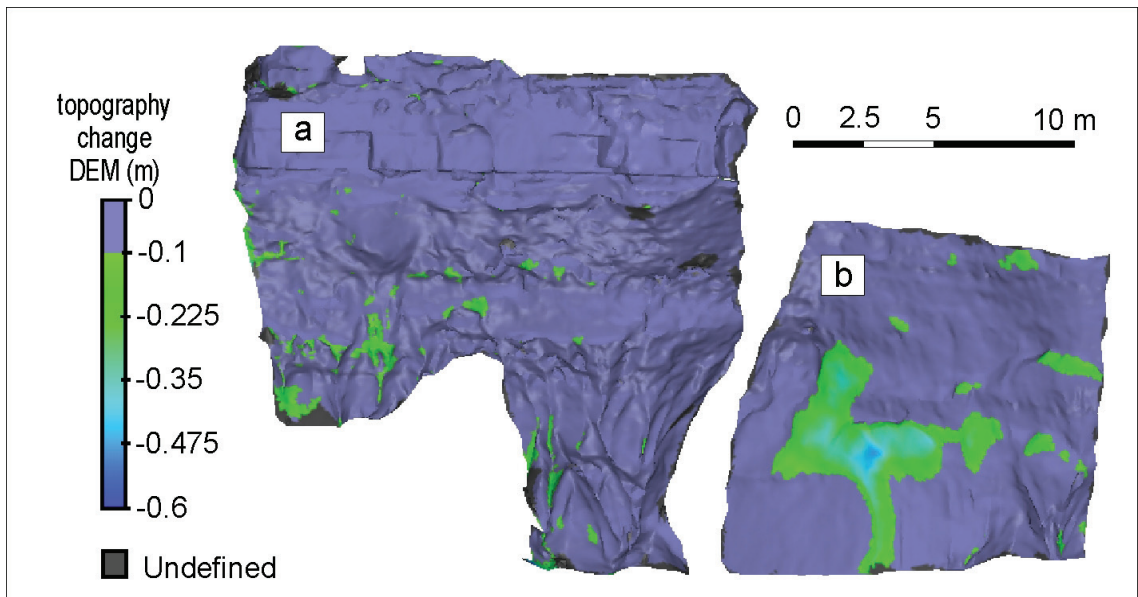 topography
change
DEM (m)
0
-0.1
-0.225
-0.35
-0.475
-0.6
Undefined
a
0 2.5 5 10 m
b